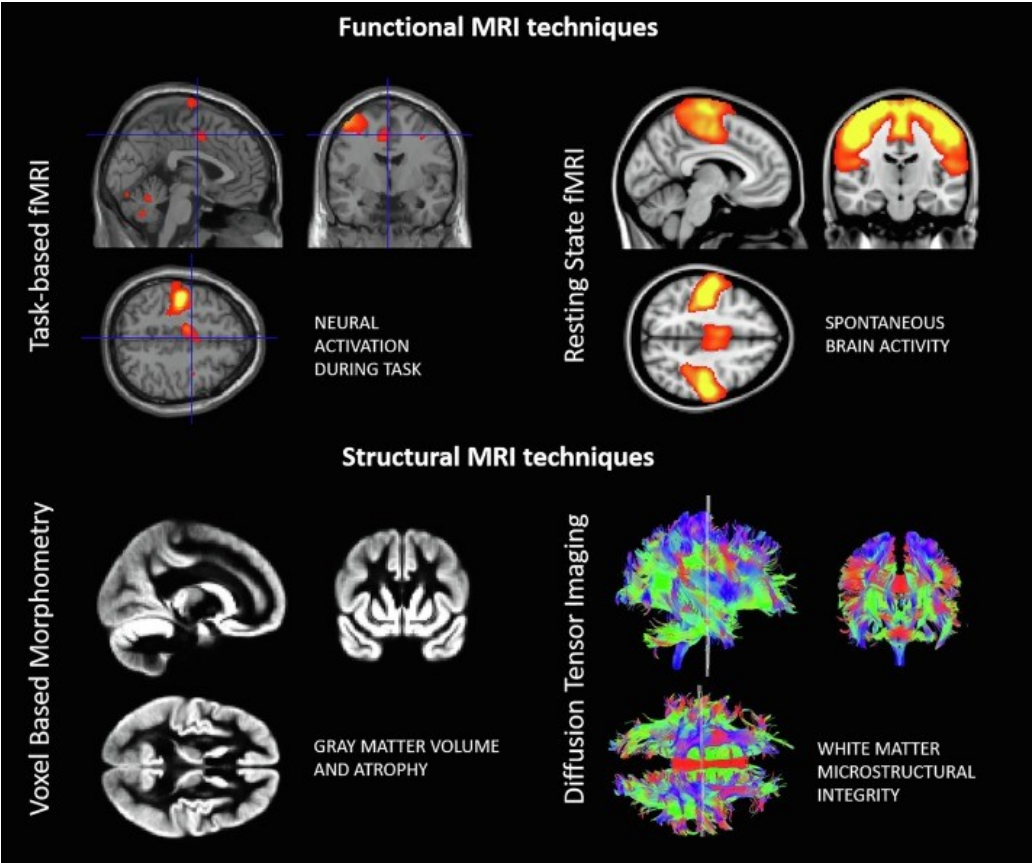 Functional MRI techniques
Task-based fMRI
NEURAL
ACTIVATION
DURING TASK
Resting State fMRI
SPONTANEOUS
BRAIN ACTIVITY
Structural MRI techniques
Voxel Based Morphometry
GRAY MATTER VOLUME
AND ATROPHY
Diffusion Tensor Imaging
WHITE MATTER
MICROSTRUCTURAL
INTEGRITY